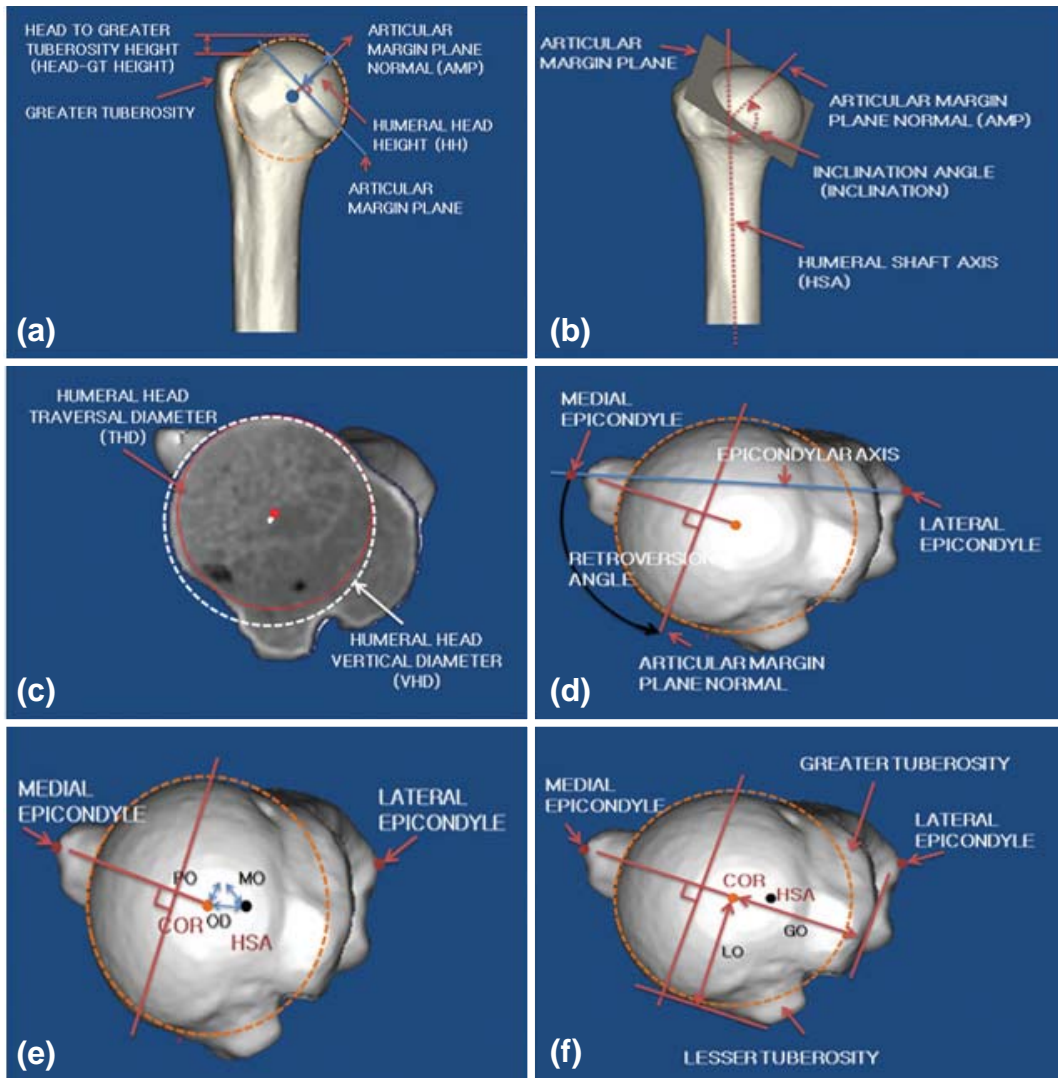 HEAD TO GREATER
TUBEROSITY HEIGHT
(HEAD-GT HEIGHT)
GREATER TUBEROSITY
ARTICULAR
MARGIN PLANE
NORMAL (AMP)
HUMERAL HEAD
HEIGHT (HH)
ARTICULAR
MARGIN PLANE
(a)
ARTICULAR
MARGIN PLANE
ARTICULAR MARGIN
PLANE NORMAL (AMP)
INCLINATION ANGLE
(INCLINATION)
HUMERAL SHAFT AXIS
(HSA)
(b)
HUMERAL HEAD
TRAVERSAL DIAMETER
(THD)
HUMERAL HEAD
VERTICAL DIAMETER
(VHD)
(c)
MEDIAL
EPICONDYLE
EPICONDYLAR AXIS
LATERAL
EPICONDYLE
RETROVERSION
ANGLE
ARTICULAR MARGIN
PLANE NORMAL
(d)
MEDIAL
EPICONDYLE
LATERAL
EPICONDYLE
PO MO
COR OD
HSA
(e)
GREATER TUBEROSITY
MEDIAL
EPICONDYLE
LATERAL
EPICONDYLE
COR
HSA
GO
LO
LESSER TUBEROSITY
(f)